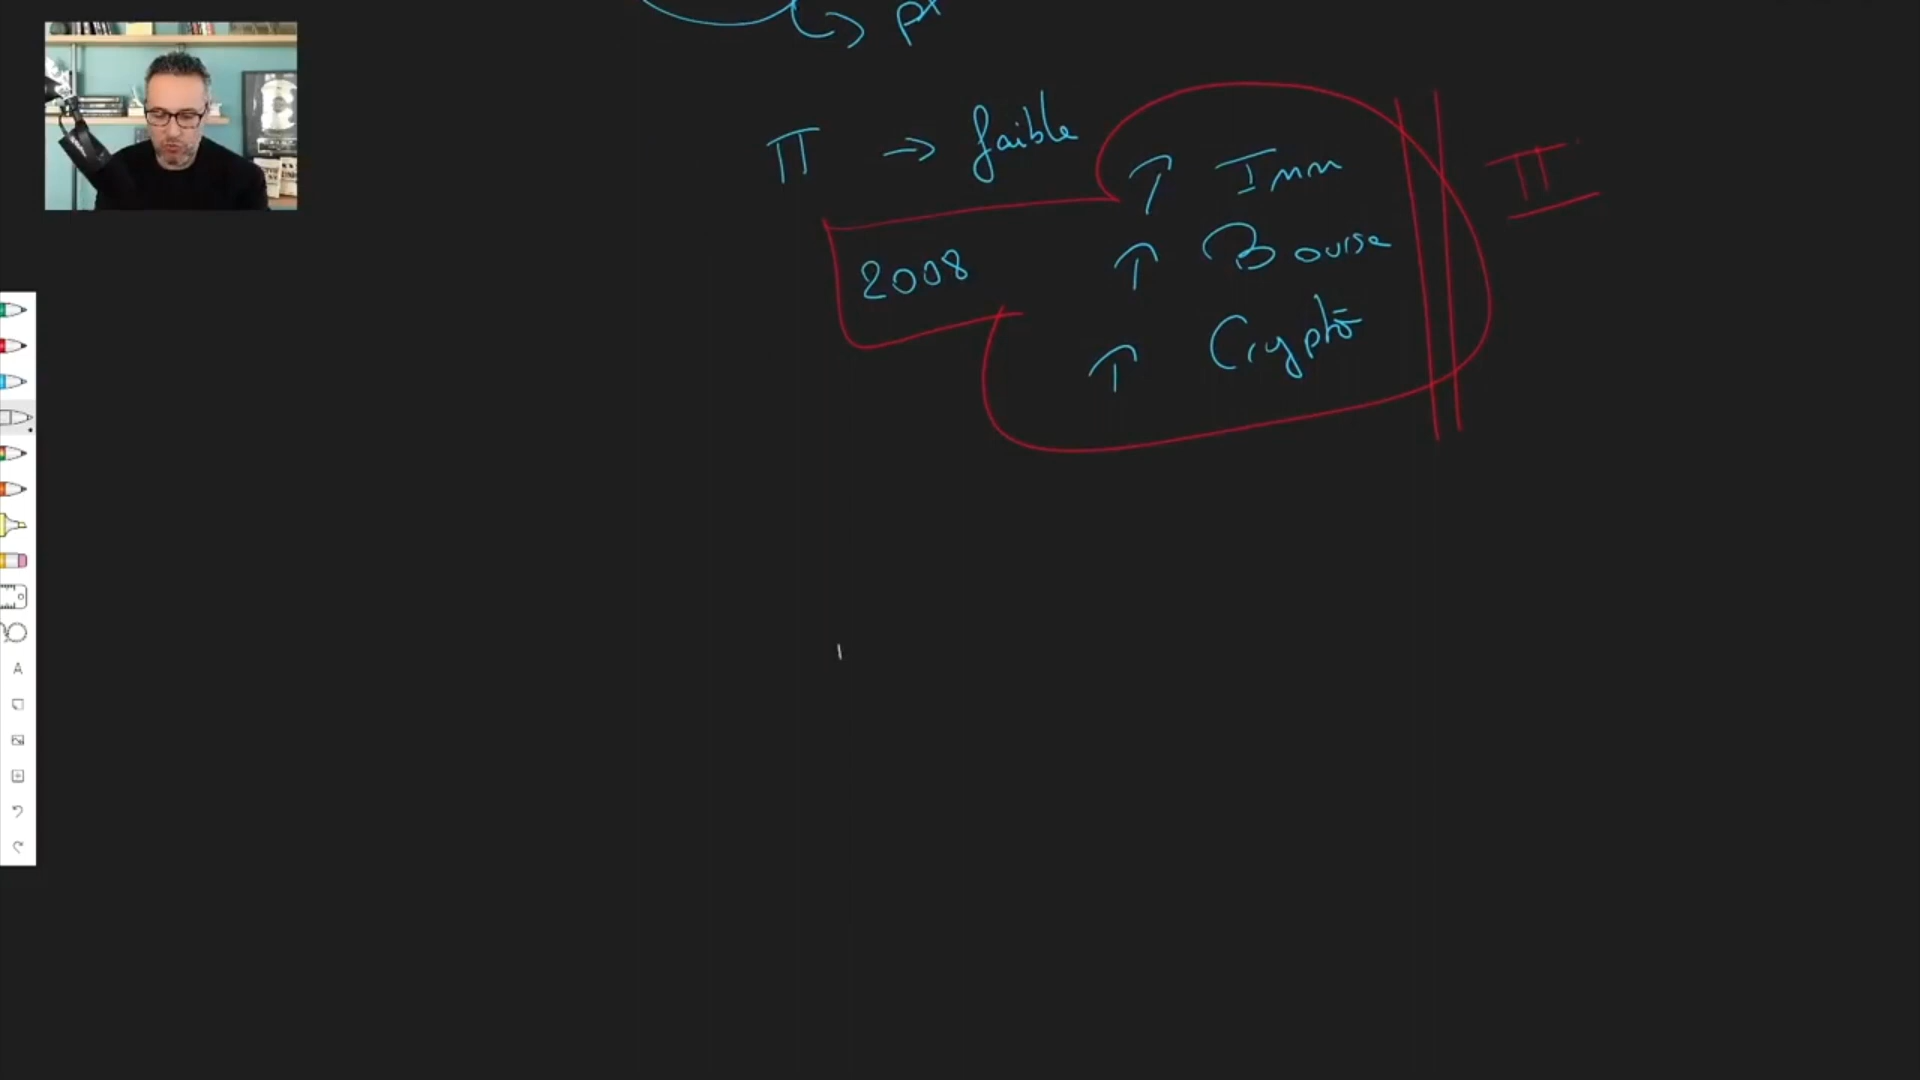 Π → faible
↑ Imm
Π
2008
↑ Bourse
↑ Crypto